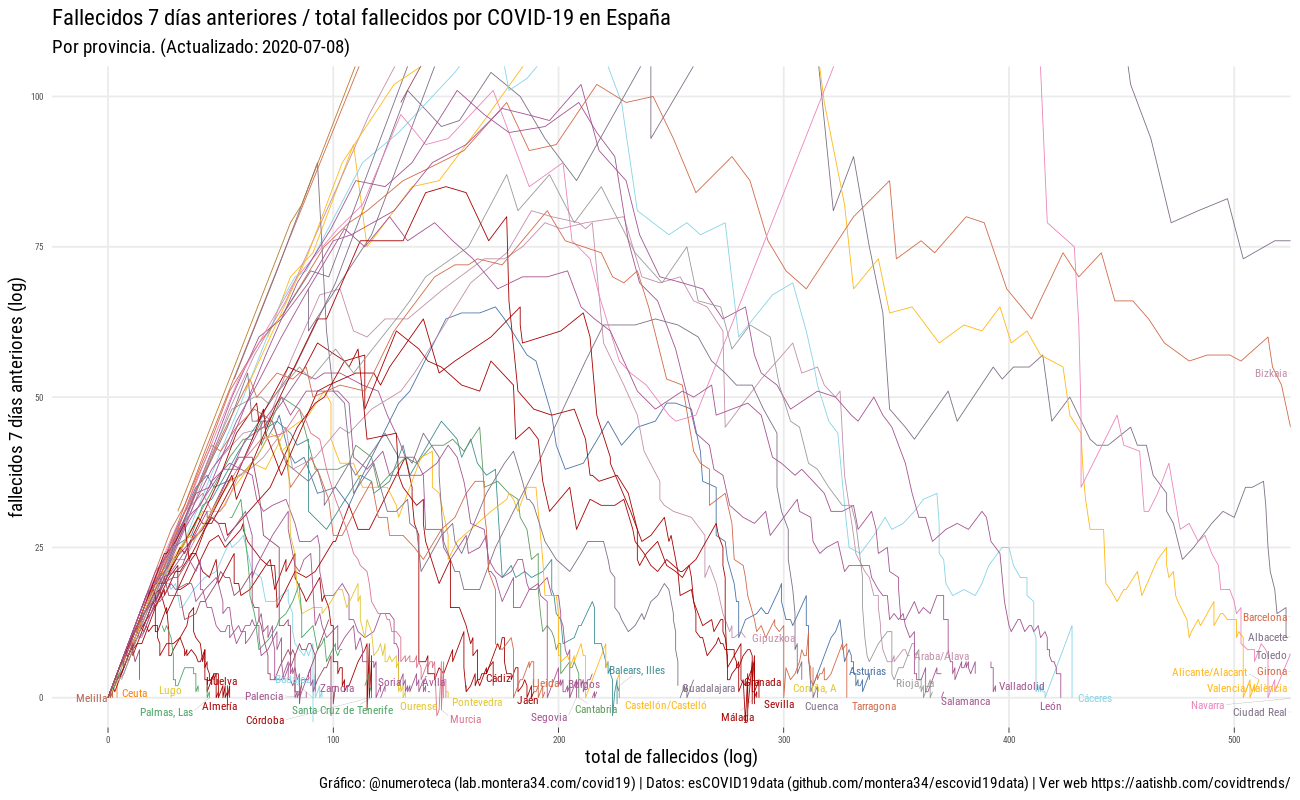 Fallecidos 7 días anteriores / total fallecidos por COVID-19 en España
Por provincia. (Actualizado: 2020-07-08)
fallecidos 7 días anteriores (log)
100
75
50
25
0
Bizkaia
Barcelona
Albacete
Toledo
Gipuzkoa
Araba/Álava
Balears, Illes
Asturias
Alicante/Alacant
Girona
Huelva
Cádiz
Granada
Rioja, La
Soria
Ávila
Lleida
Burgos
Zamora
Guadalajara
Coruña, A
Valladolid
Valencia/València
Melilla
Ceuta
Lugo
Palencia
Almería
Ourense
Pontevedra
Jaén
Castellón/Castelló
Sevilla
Cuenca
Tarragona
Salamanca
León
Cáceres
Navarra
Ciudad Real
Palmas, Las
Santa Cruz de Tenerife
Córdoba
Murcia
Segovia
Cantabria
Málaga
0
100
200
300
400
500
total de fallecidos (log)
Gráfico: @numeroteca (lab.montera34.com/covid19) | Datos: esCOVID19data (github.com/montera34/escovid19data) | Ver web https://aatishb.com/covidtrends/